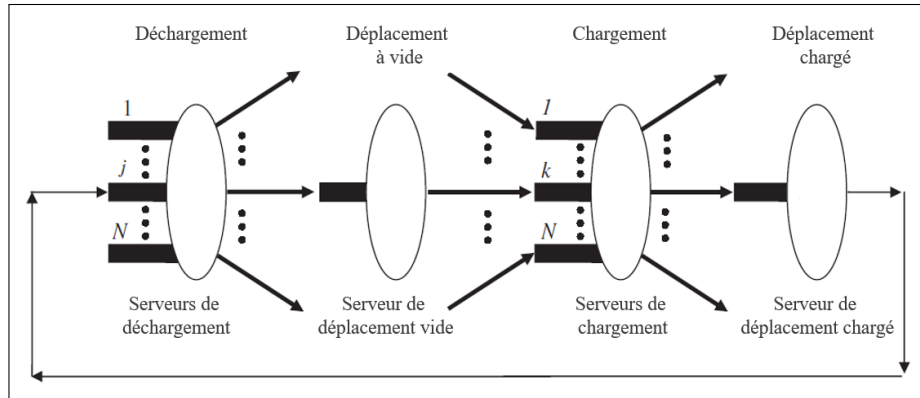 Déchargement
Déplacement
à vide
Chargement
Déplacement
chargé
1
j
N
1
k
N
Serveurs de
déchargement
Serveur de
déplacement vide
Serveurs de
chargement
Serveur de
déplacement chargé